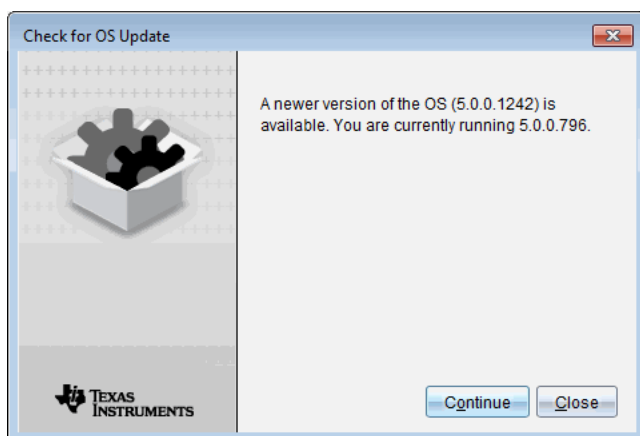 Check for OS Update
A newer version of the OS (5.0.0.1242) is
available. You are currently running 5.0.0.796.
TEXAS
INSTRUMENTS
Continue Close